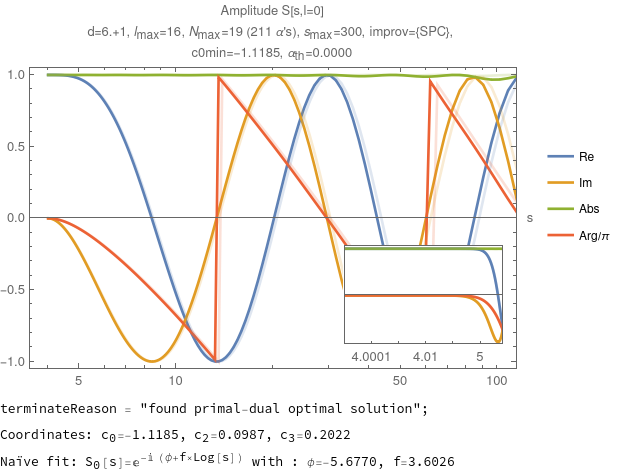 Amplitude S[s,l=0]
d=6.+1, lmax=16, Nmax=19 (211 α's), smax=300, improv={SPC},
c0min=-1.1185, αth=0.0000
1.0
0.5
0.0
-0.5
-1.0
5
10
50
100
s
4.0001
4.01
5
Re
Im
Abs
Arg/π
terminateReason = "found primal-dual optimal solution";
Coordinates: c0=-1.1185, c2=0.0987, c3=0.2022
Naïve fit: S0[s]=e^-i (ϕ+f×Log[s]) with : ϕ=-5.6770, f=3.6026